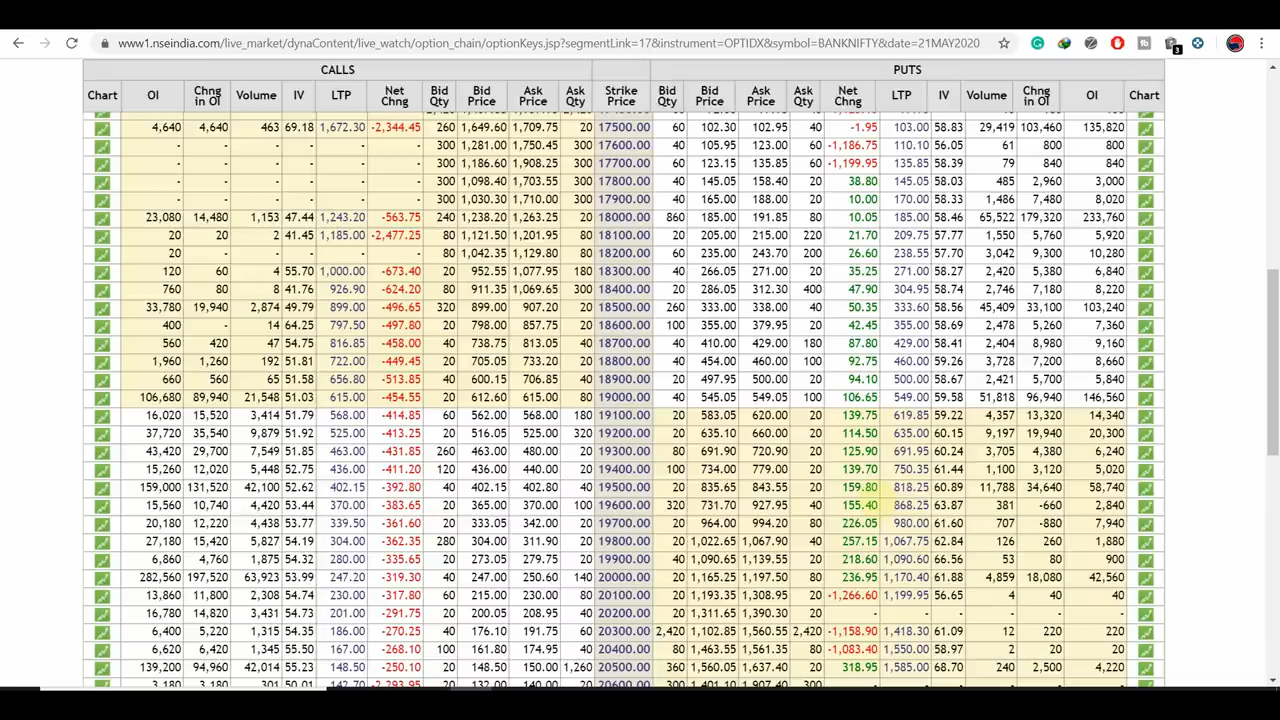 www1.nseindia.com/live_market/dynaContent/live_watch/option_chain/optionKeys.jsp?segmentLink=17&instrument=OPTIDX&symbol=BANKNIFTY&date=21MAY2020
3
CALLS PUTS
Chart OI Chng in OI Volume IV LTP Net Chng Bid Qty Bid Price Ask Price Ask Qty Strike Price Bid Qty Bid Price Ask Price Ask Qty Net Chng LTP IV Volume Chng in OI OI Chart
4,640 4,640 463 69.18 1,672.30 -2,344.45 260 1,649.60 1,709.75 20 17500.00 60 102.30 102.95 40 -1.95 103.00 58.83 29,419 103,460 135,820
- - - - - - 300 1,281.00 1,750.45 300 17600.00 40 105.95 123.00 60 -1,186.75 110.10 56.05 61 800 800
- - - - - - 300 1,186.60 1,908.25 300 17700.00 60 123.15 135.85 60 -1,199.95 135.85 58.39 79 840 840
- - - - - - 300 1,098.40 1,703.55 300 17800.00 40 145.05 158.40 20 38.80 145.05 58.03 485 2,960 3,000
- - - - - - 300 1,030.30 1,710.00 300 17900.00 40 165.00 188.00 20 10.00 170.00 58.33 1,486 7,480 8,020
23,080 14,480 1,153 47.44 1,243.20 -563.75 240 1,238.20 1,263.25 20 18000.00 860 185.00 191.85 80 10.05 185.00 58.46 65,522 179,320 233,760
20 20 2 41.45 1,185.00 -2,477.25 80 1,121.50 1,201.95 80 18100.00 20 205.00 215.00 20 21.70 209.75 57.77 1,550 5,760 5,920
20 - - - - - 80 1,042.35 1,129.80 80 18200.00 60 235.00 243.70 200 26.60 238.55 57.70 3,042 9,300 10,280
120 60 4 55.70 1,000.00 -673.40 20 952.55 1,077.95 180 18300.00 40 266.05 271.00 20 35.25 271.00 58.27 2,420 5,380 6,840
760 80 8 41.76 926.90 -624.20 80 911.35 1,069.65 300 18400.00 20 286.05 312.30 400 47.90 304.95 58.74 2,746 7,180 8,220
33,780 19,940 2,874 49.79 899.00 -496.65 320 899.00 907.20 20 18500.00 260 333.00 338.00 40 50.35 333.60 58.56 45,409 33,100 103,240
400 - 14 64.25 797.50 -497.80 20 798.00 857.75 20 18600.00 100 355.00 379.95 20 42.45 355.00 58.69 2,478 5,260 7,360
560 420 47 54.75 816.85 -458.00 40 738.75 813.05 40 18700.00 40 410.00 429.00 180 87.80 429.00 58.41 2,404 8,980 9,160
1,960 1,260 192 51.81 722.00 -449.45 20 705.05 733.20 20 18800.00 40 454.00 460.00 100 92.75 460.00 59.26 3,728 7,200 8,660
660 560 65 51.58 656.80 -513.85 40 600.15 706.85 40 18900.00 20 497.95 500.00 20 94.10 500.00 58.67 2,421 5,700 5,840
106,680 89,940 21,548 51.03 615.00 -454.55 20 612.60 615.00 80 19000.00 40 545.05 549.05 100 106.65 549.00 59.58 51,818 96,940 146,560
16,020 15,520 3,414 51.79 568.00 -414.85 60 562.00 568.00 180 19100.00 20 583.05 620.00 20 139.75 619.85 59.22 4,357 13,320 14,340
37,720 35,540 9,879 51.92 525.00 -413.25 20 516.05 525.00 320 19200.00 20 635.10 660.00 20 114.50 635.00 60.15 9,197 19,940 20,300
43,420 29,700 7,549 51.85 463.00 -431.85 260 463.00 480.00 20 19300.00 80 691.90 720.90 20 125.90 691.95 60.24 3,705 4,380 6,240
15,260 12,020 5,448 52.75 436.00 -411.20 120 436.00 440.00 20 19400.00 100 734.00 779.00 20 139.70 750.35 61.44 1,100 3,120 5,020
159,000 131,520 42,100 52.62 402.15 -392.80 40 402.15 402.80 40 19500.00 20 835.65 843.55 20 159.80 818.25 60.89 11,788 34,640 58,740
15,250 10,740 4,420 53.44 370.00 -383.65 20 365.00 370.00 100 19600.00 320 731.70 927.95 40 155.40 868.25 63.87 381 -660 2,840
20,180 12,220 4,438 53.77 339.50 -361.60 20 333.05 342.00 20 19700.00 20 964.00 994.20 80 226.05 980.00 61.60 707 -880 7,940
27,180 15,420 5,827 54.19 304.00 -362.35 280 304.00 311.90 20 19800.00 20 1,022.65 1,067.90 40 257.15 1,067.75 62.84 126 260 1,880
6,860 4,760 1,875 54.32 280.00 -335.65 20 273.05 279.75 20 19900.00 40 1,090.65 1,139.55 40 218.60 1,090.60 66.56 53 80 900
282,560 197,520 63,923 53.99 247.20 -319.30 40 247.00 250.60 140 20000.00 20 1,165.25 1,197.50 80 236.95 1,170.40 61.88 4,859 18,080 42,560
13,860 11,800 2,308 54.74 230.00 -317.80 60 215.00 230.00 80 20100.00 20 1,193.35 1,308.95 20 -1,266.60 1,199.95 56.65 4 40 40
16,780 14,820 3,431 54.73 201.00 -291.75 20 200.05 208.95 40 20200.00 20 1,311.65 1,390.30 20 - - - - - -
6,400 5,220 1,315 54.35 186.00 -270.25 40 176.10 191.75 60 20300.00 2,420 1,102.85 1,560.55 2,420 -1,158.90 1,418.30 61.09 12 220 220
6,620 6,420 1,345 55.50 167.00 -268.10 100 161.80 174.95 40 20400.00 80 1,463.55 1,561.35 80 -1,083.40 1,550.00 58.97 2 20 20
139,200 94,960 42,014 55.23 148.50 -250.10 20 148.50 150.00 1,260 20500.00 360 1,560.05 1,637.40 20 318.95 1,585.00 68.70 240 2,500 4,220
3,180 3,180 301 50.01 142.70 -2,293.95 20 132.00 140.00 20 20600.00 300 1,401.10 1,907.40 300 - - - - - -